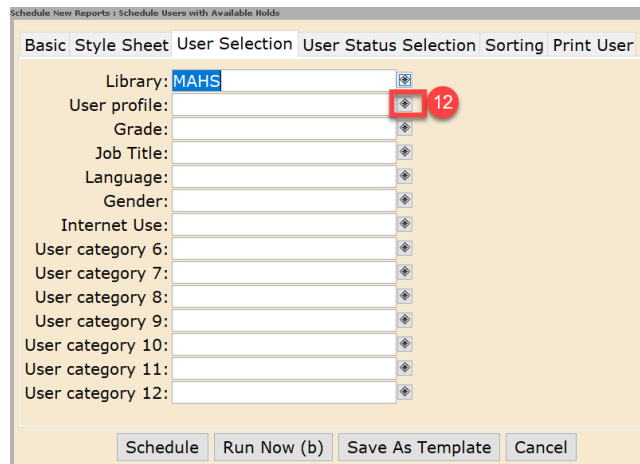 Schedule New Reports : Schedule Users with Available Holds
Basic Style Sheet User Selection User Status Selection Sorting Print User
Library: MAHS
User profile: 12
Grade:
Job Title:
Language:
Gender:
Internet Use:
User category 6:
User category 7:
User category 8:
User category 9:
User category 10:
User category 11:
User category 12:
Schedule Run Now (b) Save As Template Cancel